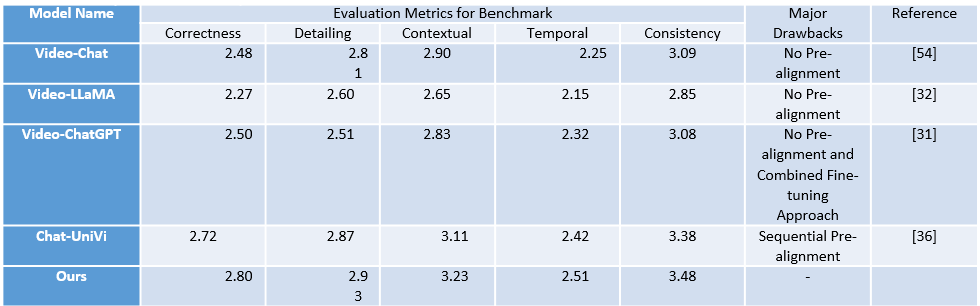 Model Name Evaluation Metrics for Benchmark Major Reference
Correctness Detailing Contextual Temporal Consistency Drawbacks
Video-Chat 2.48 2.8 2.90 2.25 3.09 No Pre- [54]
1 alignment
Video-LLaMA 2.27 2.60 2.65 2.15 2.85 No Pre- [32]
alignment
Video-ChatGPT 2.50 2.51 2.83 2.32 3.08 No Pre- [31]
alignment and
Combined Fine-
tuning
Approach
Chat-UniVi 2.72 2.87 3.11 2.42 3.38 Sequential Pre- [36]
alignment
Ours 2.80 2.9 3.23 2.51 3.48 -
3